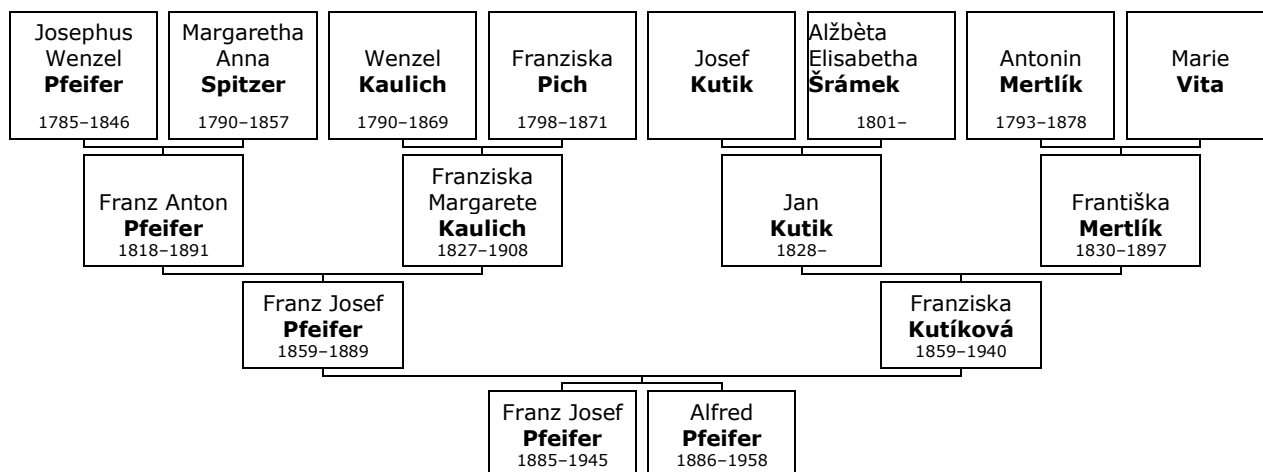 Josephus
Wenzel
Pfeifer
1785–1846
Margaretha
Anna
Spitzer
1790–1857
Wenzel
Kaulich
1790–1869
Franziska
Pich
1798–1871
Josef
Kutik
Alžbèta
Elisabetha
Šrámek
1801–
Antonin
Mertlík
1793–1878
Marie
Vita
Franz Anton
Pfeifer
1818–1891
Franziska
Margarete
Kaulich
1827–1908
Jan
Kutik
1828–
Františka
Mertlík
1830–1897
Franz Josef
Pfeifer
1859–1889
Franziska
Kutíková
1859–1940
Franz Josef
Pfeifer
1885–1945
Alfred
Pfeifer
1886–1958